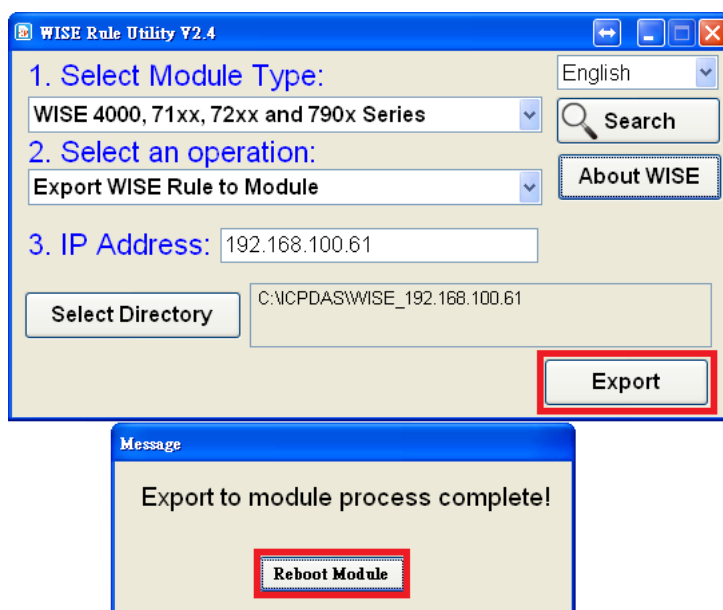 WISE Rule Utility V2.4
1. Select Module Type:
English
WISE 4000, 71xx, 72xx and 790x Series
Search
2. Select an operation:
About WISE
Export WISE Rule to Module
3. IP Address: 192.168.100.61
Select Directory
C:\ICPDAS\WISE_192.168.100.61
Export
Message
Export to module process complete!
Reboot Module